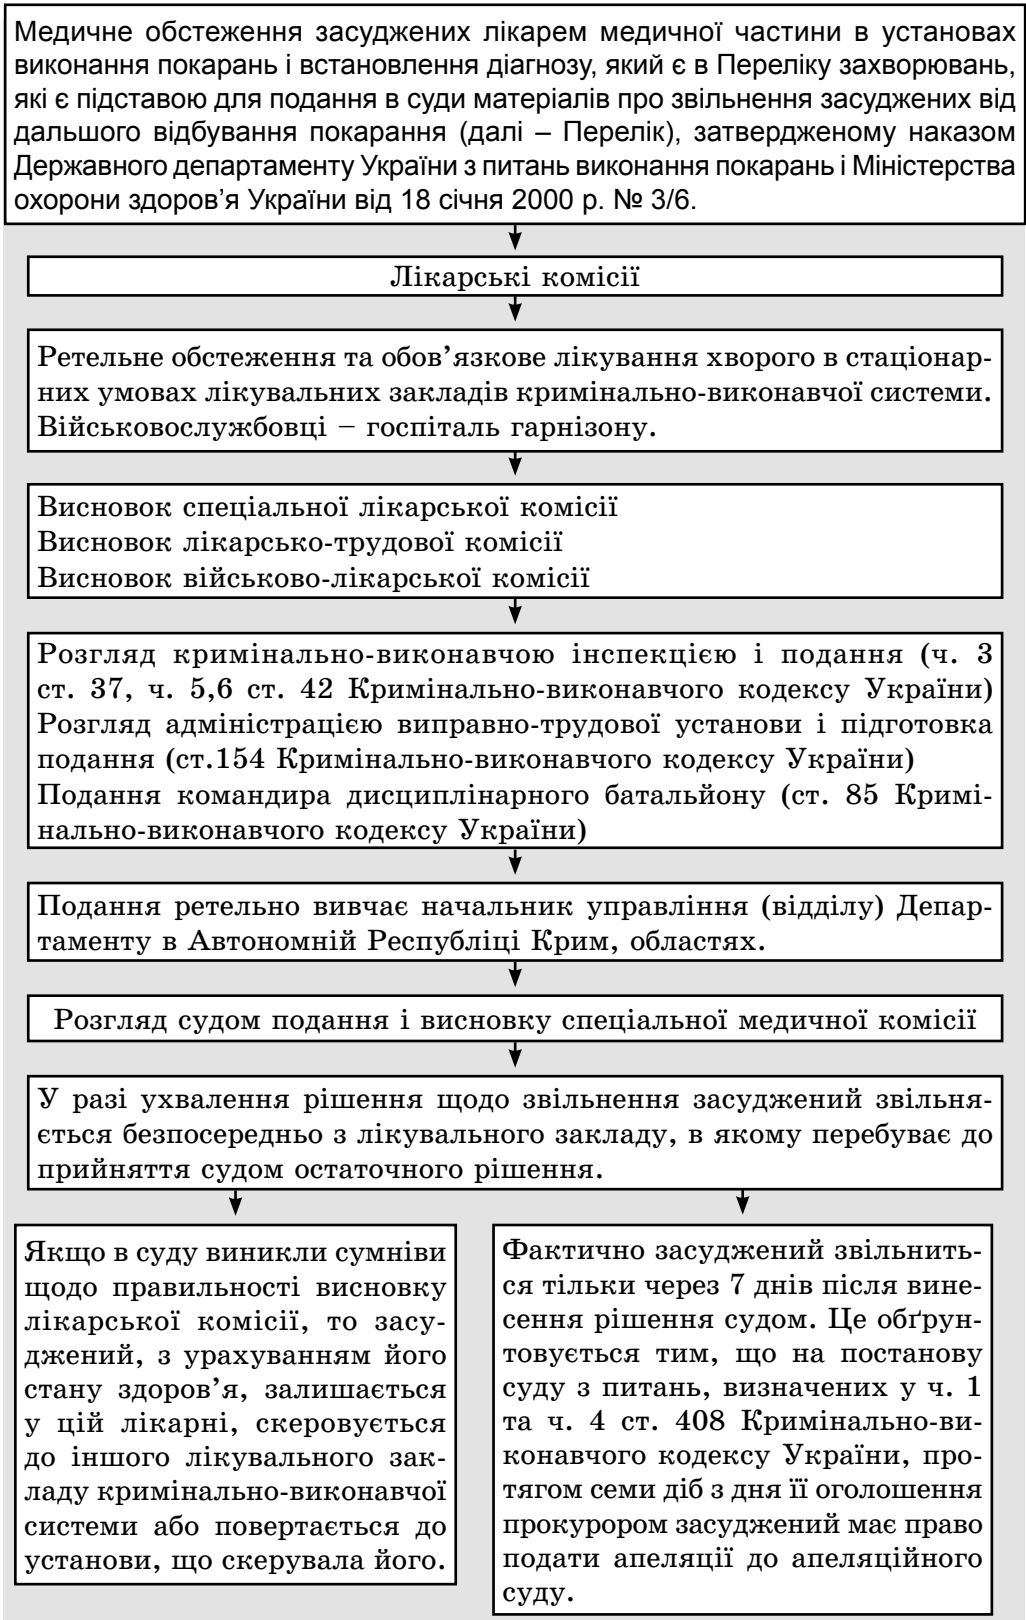 Медичне обстеження засуджених лікарем медичної частини в установах
виконання покарань і встановлення діагнозу, який є в Переліку захворювань,
які є підставою для подання в суди матеріалів про звільнення засуджених від
дальшого відбування покарання (далі – Перелік), затвердженому наказом
Державного департаменту України з питань виконання покарань і Міністерства
охорони здоров’я України від 18 січня 2000 р. № 3/6.
Лікарські комісії
Ретельне обстеження та обов’язкове лікування хворого в стаціонар-
них умовах лікувальних закладів кримінально-виконавчої системи.
Військовослужбовці – госпіталь гарнізону.
Висновок спеціальної лікарської комісії
Висновок лікарсько-трудової комісії
Висновок військово-лікарської комісії
Розгляд кримінально-виконавчою інспекцією і подання (ч. 3
ст. 37, ч. 5,6 ст. 42 Кримінально-виконавчого кодексу України)
Розгляд адміністрацією виправно-трудової установи і підготовка
подання (ст.154 Кримінально-виконавчого кодексу України)
Подання командира дисциплінарного батальйону (ст. 85 Кримі-
нально-виконавчого кодексу України)
Подання ретельно вивчає начальник управління (відділу) Депар-
таменту в Автономній Республіці Крим, областях.
Розгляд судом подання і висновку спеціальної медичної комісії
У разі ухвалення рішення щодо звільнення засуджений звільня-
ється безпосередньо з лікувального закладу, в якому перебуває до
прийняття судом остаточного рішення.
Якщо в суду виникли сумніви
щодо правильності висновку
лікарської комісії, то засу-
джений, з урахуванням його
стану здоров’я, залишається
у цій лікарні, скеровується
до іншого лікувального зак-
ладу кримінально-виконавчої
системи або повертається до
установи, що скерувала його.
Фактично засуджений звільнить-
ся тільки через 7 днів після вине-
сення рішення судом. Це обґрун-
товується тим, що на постанову
суду з питань, визначених у ч. 1
та ч. 4 ст. 408 Кримінально-ви-
конавчого кодексу України, про-
тягом семи діб з дня її оголошення
прокурором засуджений має право
подати апеляції до апеляційного
суду.